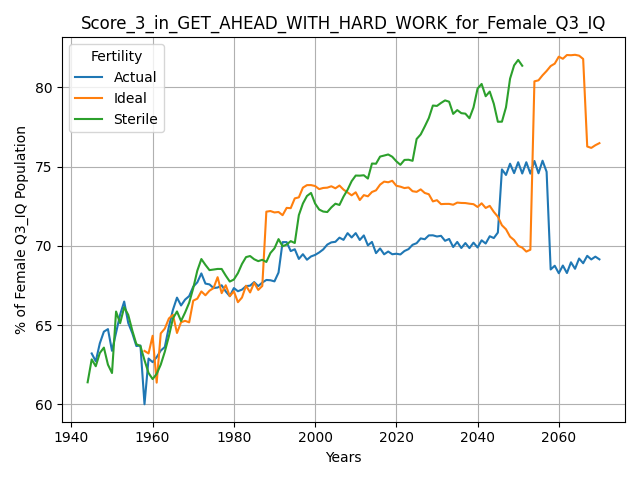 Score_3_in_GET_AHEAD_WITH_HARD_WORK_for_Female_Q3_IQ
Fertility
Actual
Ideal
Sterile
% of Female Q3_IQ Population
80
75
70
65
60
1940
1960
1980
2000
2020
2040
2060
Years